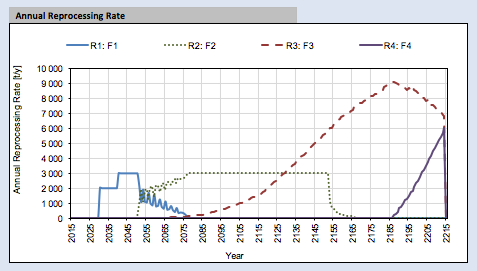 Annual Reprocessing Rate
R1: F1 R2: F2 R3: F3 R4: F4
Annual Reprocessing Rate [t/y]
10 000
9 000
8 000
7 000
6 000
5 000
4 000
3 000
2 000
1 000
0
2015 2025 2035 2045 2055 2065 2075 2085 2095 2105 2115 2125 2135 2145 2155 2165 2175 2185 2195 2205 2215
Year